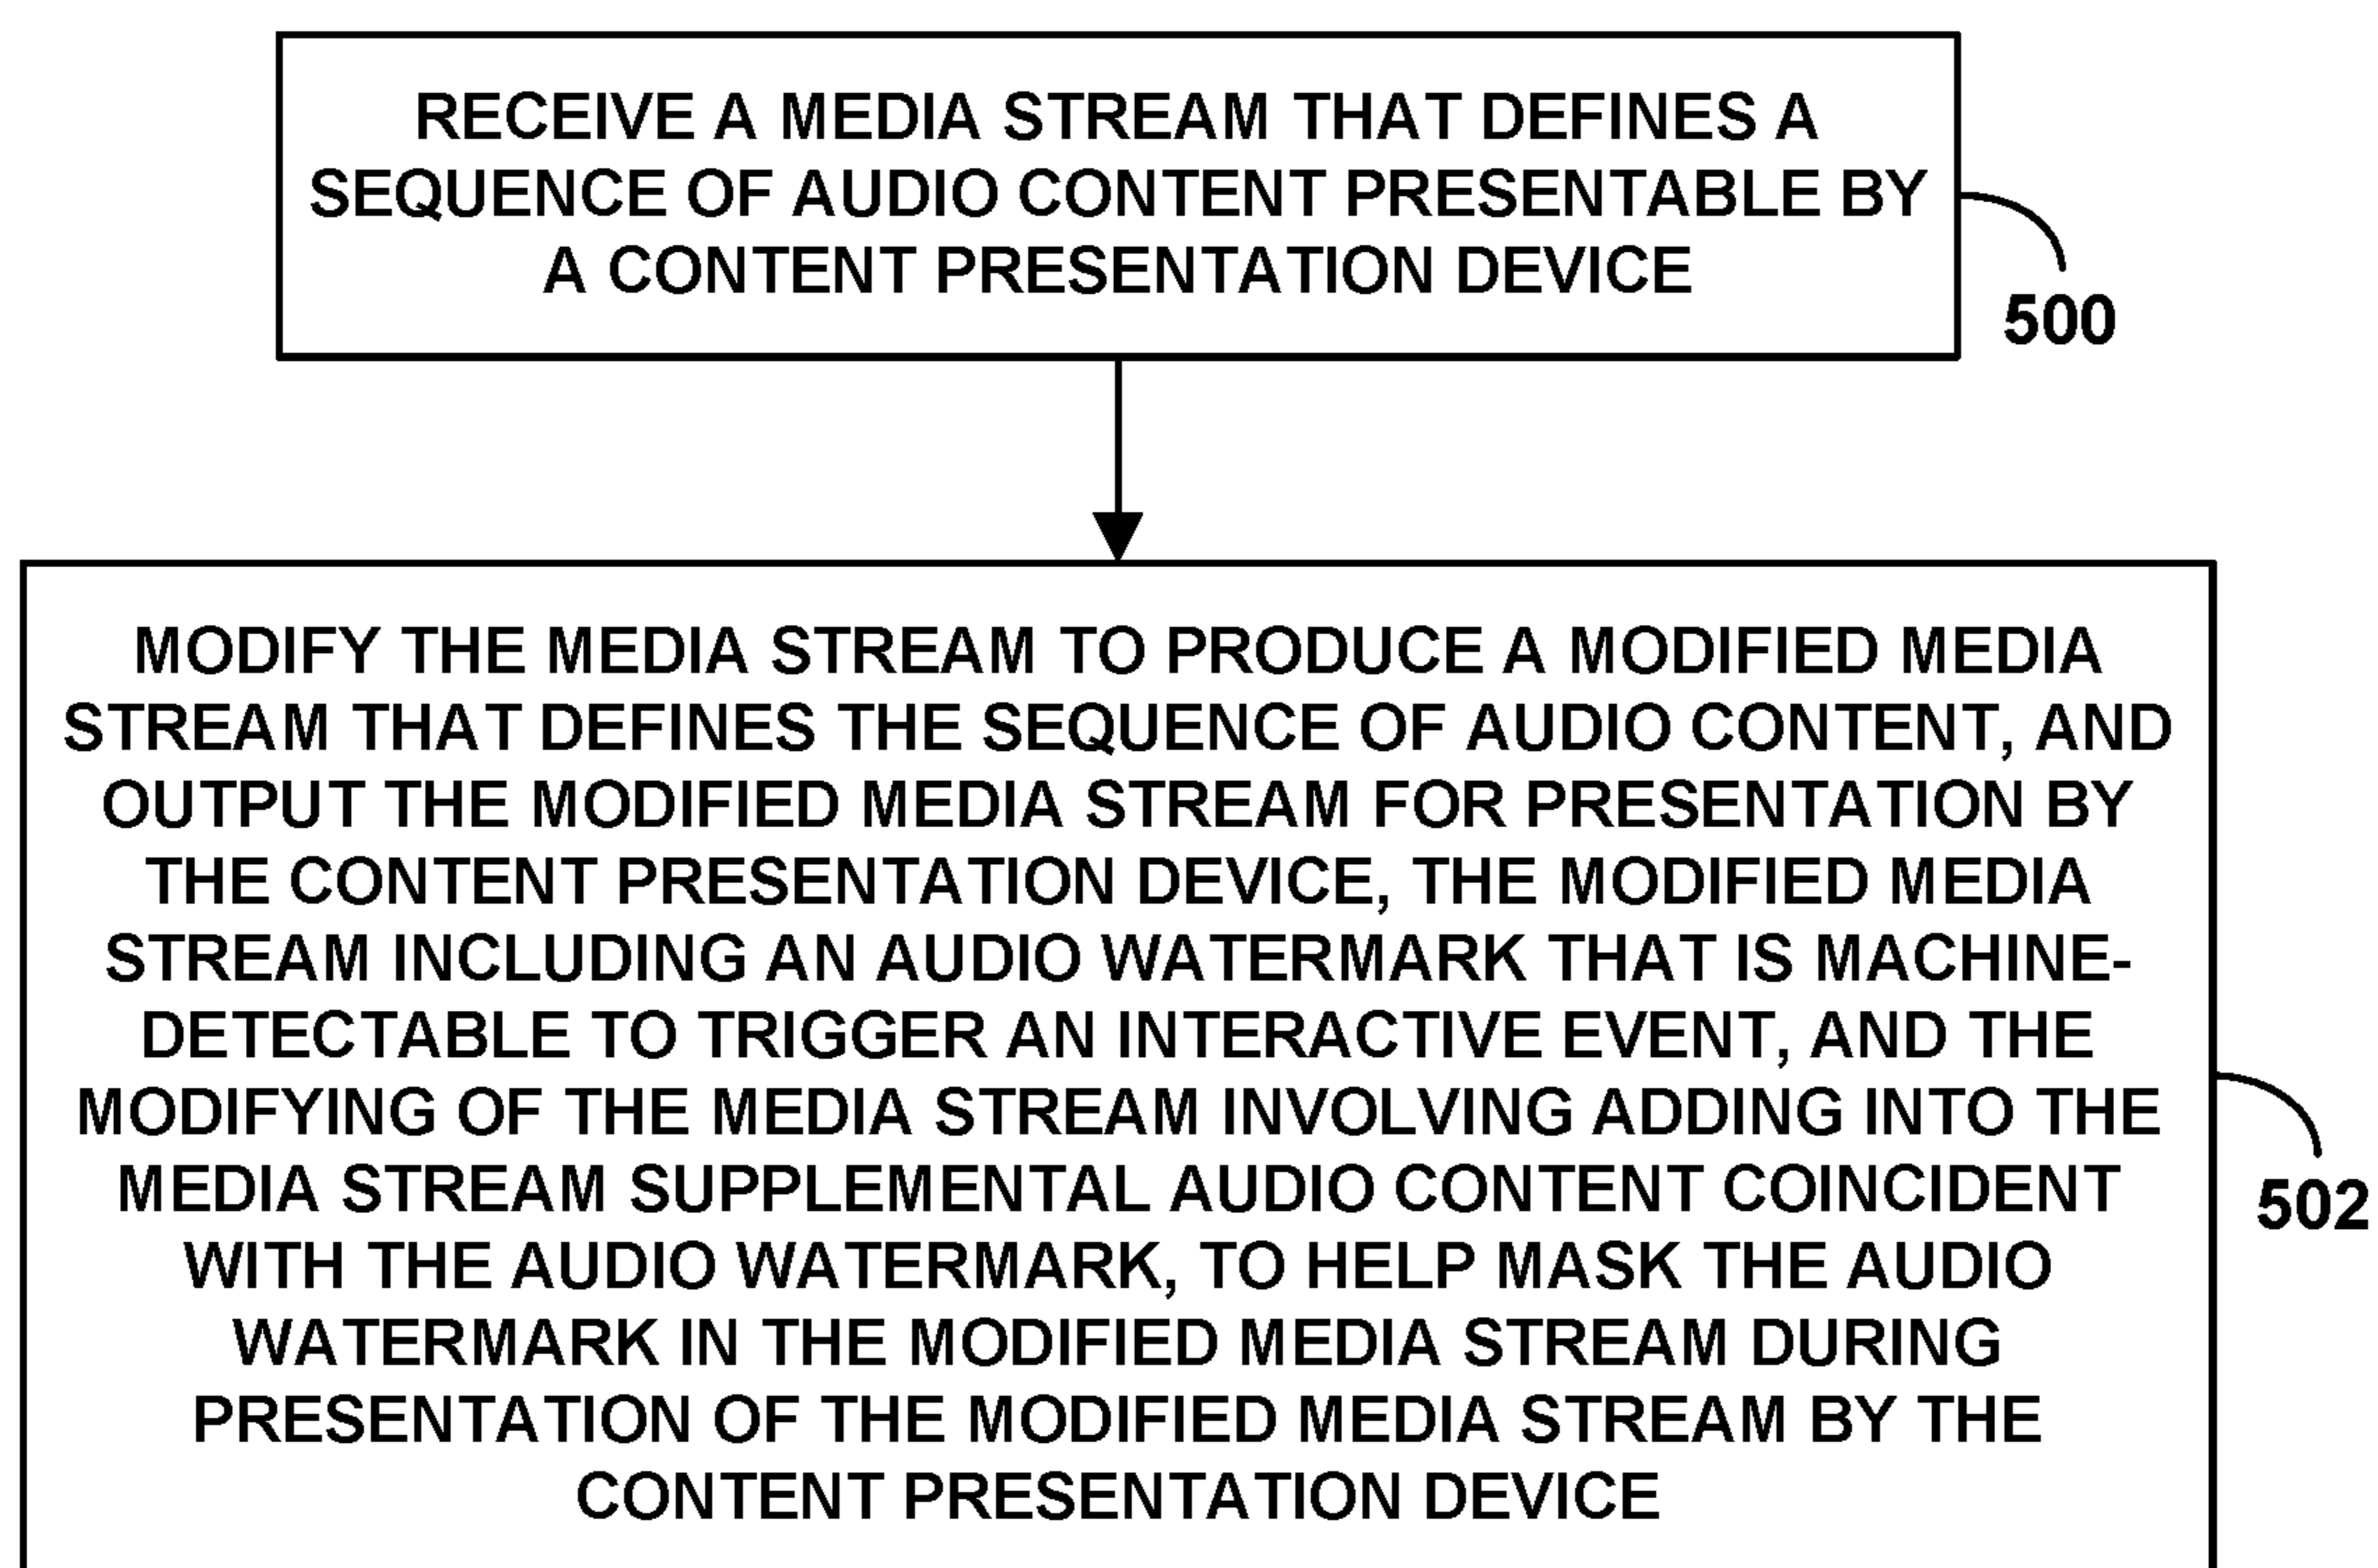 RECEIVE A MEDIA STREAM THAT DEFINES A
SEQUENCE OF AUDIO CONTENT PRESENTABLE BY
A CONTENT PRESENTATION DEVICE
500
MODIFY THE MEDIA STREAM TO PRODUCE A MODIFIED MEDIA
STREAM THAT DEFINES THE SEQUENCE OF AUDIO CONTENT, AND
OUTPUT THE MODIFIED MEDIA STREAM FOR PRESENTATION BY
THE CONTENT PRESENTATION DEVICE, THE MODIFIED MEDIA
STREAM INCLUDING AN AUDIO WATERMARK THAT IS MACHINE-
DETECTABLE TO TRIGGER AN INTERACTIVE EVENT, AND THE
MODIFYING OF THE MEDIA STREAM INVOLVING ADDING INTO THE
MEDIA STREAM SUPPLEMENTAL AUDIO CONTENT COINCIDENT
WITH THE AUDIO WATERMARK, TO HELP MASK THE AUDIO
WATERMARK IN THE MODIFIED MEDIA STREAM DURING
PRESENTATION OF THE MODIFIED MEDIA STREAM BY THE
CONTENT PRESENTATION DEVICE
502